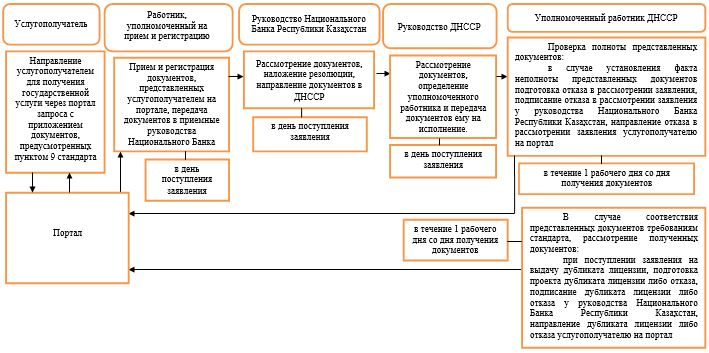 Услугополучатель
Работник,
уполномоченный на
прием и регистрацию
Руководство Национального
Банка Республики Казахстан
Руководство ДНССР
Уполномоченный работник ДНССР
Направление
услугополучателем
для получения
государственной
услуги через портал
запроса с
приложением
документов,
предусмотренных
пунктом 9 стандарта
Прием и регистрация
документов,
представленных
услугополучателем на
портале, передача
документов в приемные
руководства
Национального Банка
в день
поступления
заявления
Рассмотрение документов,
наложение резолюции,
направление документов в
ДНССР
в день поступления
заявления
Рассмотрение
документов,
определение
уполномоченного
работника и передача
документов ему на
исполнение.
в день поступления
заявления
Проверка полноты представленных
документов:
в случае установления факта
неполноты представленных документов
подготовка отказа в рассмотрении заявления,
подписание отказа в рассмотрении заявления
у руководства Национального Банка
Республики Казахстан, направление отказа в
рассмотрении заявления услугополучателю
на портал
в течение 1 рабочего дня со дня
получения документов
Портал
в течение 1 рабочего
дня со дня получения
документов
В случае соответствия
представленных документов требованиям
стандарта, рассмотрение полученных
документов:
при поступлении заявления на
выдачу дубликата лицензии, подготовка
проекта дубликата лицензии либо отказа,
подписание дубликата лицензии либо
отказа у руководства Национального
Банка Республики Казахстан,
направление дубликата лицензии либо
отказа услугополучателю на портал